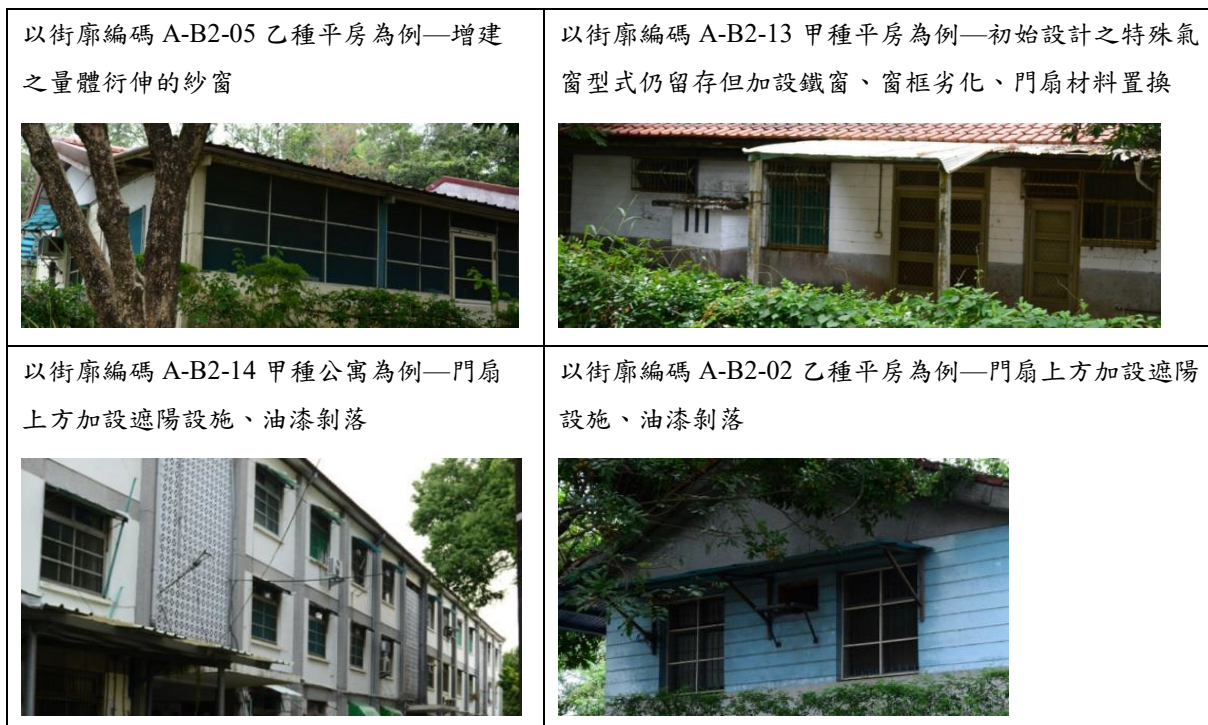 以街廓編碼 A-B2-05 乙種平房為例—增建
之量體衍伸的紗窗
以街廓編碼 A-B2-13 甲種平房為例—初始設計之特殊氣
窗型式仍留存但加設鐵窗、窗框劣化、門扇材料置換
以街廓編碼 A-B2-14 甲種公寓為例—門扇
上方加設遮陽設施、油漆剝落
以街廓編碼 A-B2-02 乙種平房為例—門扇上方加設遮陽
設施、油漆剝落